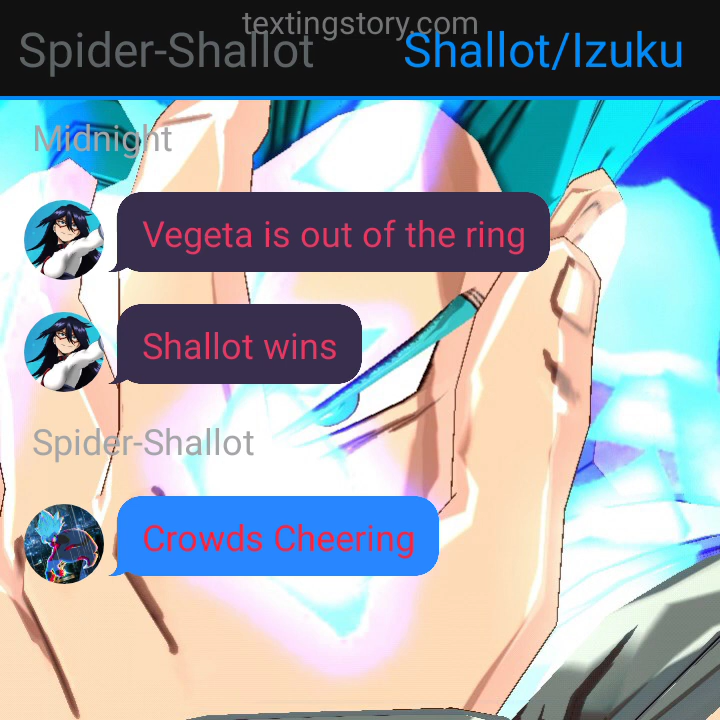 textingstory.com
Spider-Shallot
Shallot/Izuku
Midnight
Vegeta is out of the ring
Shallot wins
Spider-Shallot
Crowds Cheering